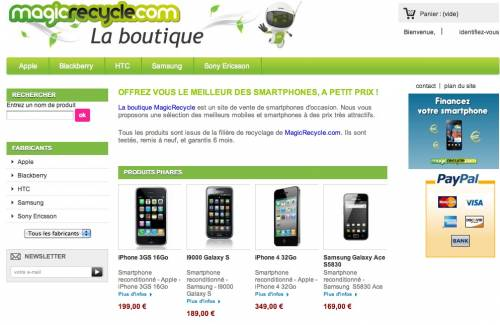 magicrecycle.com
La boutique
Panier : (vide)
Bienvenue, identifiez-vous
Apple Blackberry HTC Samsung Sony Ericsson
contact | plan du site
RECHERCHER
Entrez un nom de produit
ok
FABRICANTS
Apple
Blackberry
HTC
Samsung
Sony Ericsson
Tous les fabricants
NEWSLETTER
votre e-mail
OFFREZ VOUS LE MEILLEUR DES SMARTPHONES, A PETIT PRIX !
La boutique MagicRecycle est un site de vente de smartphones d'occasion. Nous vous
proposons une sélection des meilleurs mobiles et smartphones à des prix très attractifs.
Tous les produits sont issus de la filière de recyclage de MagicRecycle.com. Ils sont
testés, remis à neuf, et garantis 6 mois.
PRODUITS PHARES
iPhone 3GS 16Go
Smartphone
reconditionné - Apple -
iPhone 3GS 16Go
Plus d'infos
199,00 €
I9000 Galaxy S
Smartphone
reconditionné -
Samsung - I9000
Galaxy S
Plus d'infos
189,00 €
iPhone 4 32Go
Smartphone
reconditionné - Apple -
iPhone 4 32Go
Plus d'infos
349,00 €
Samsung Galaxy Ace
S5830
Smartphone
reconditionné -
Samsung S5830 Ace
Plus d'infos
169,00 €
Financez
votre smartphone
magicrecycle.com
PayPal
VISA
BANK